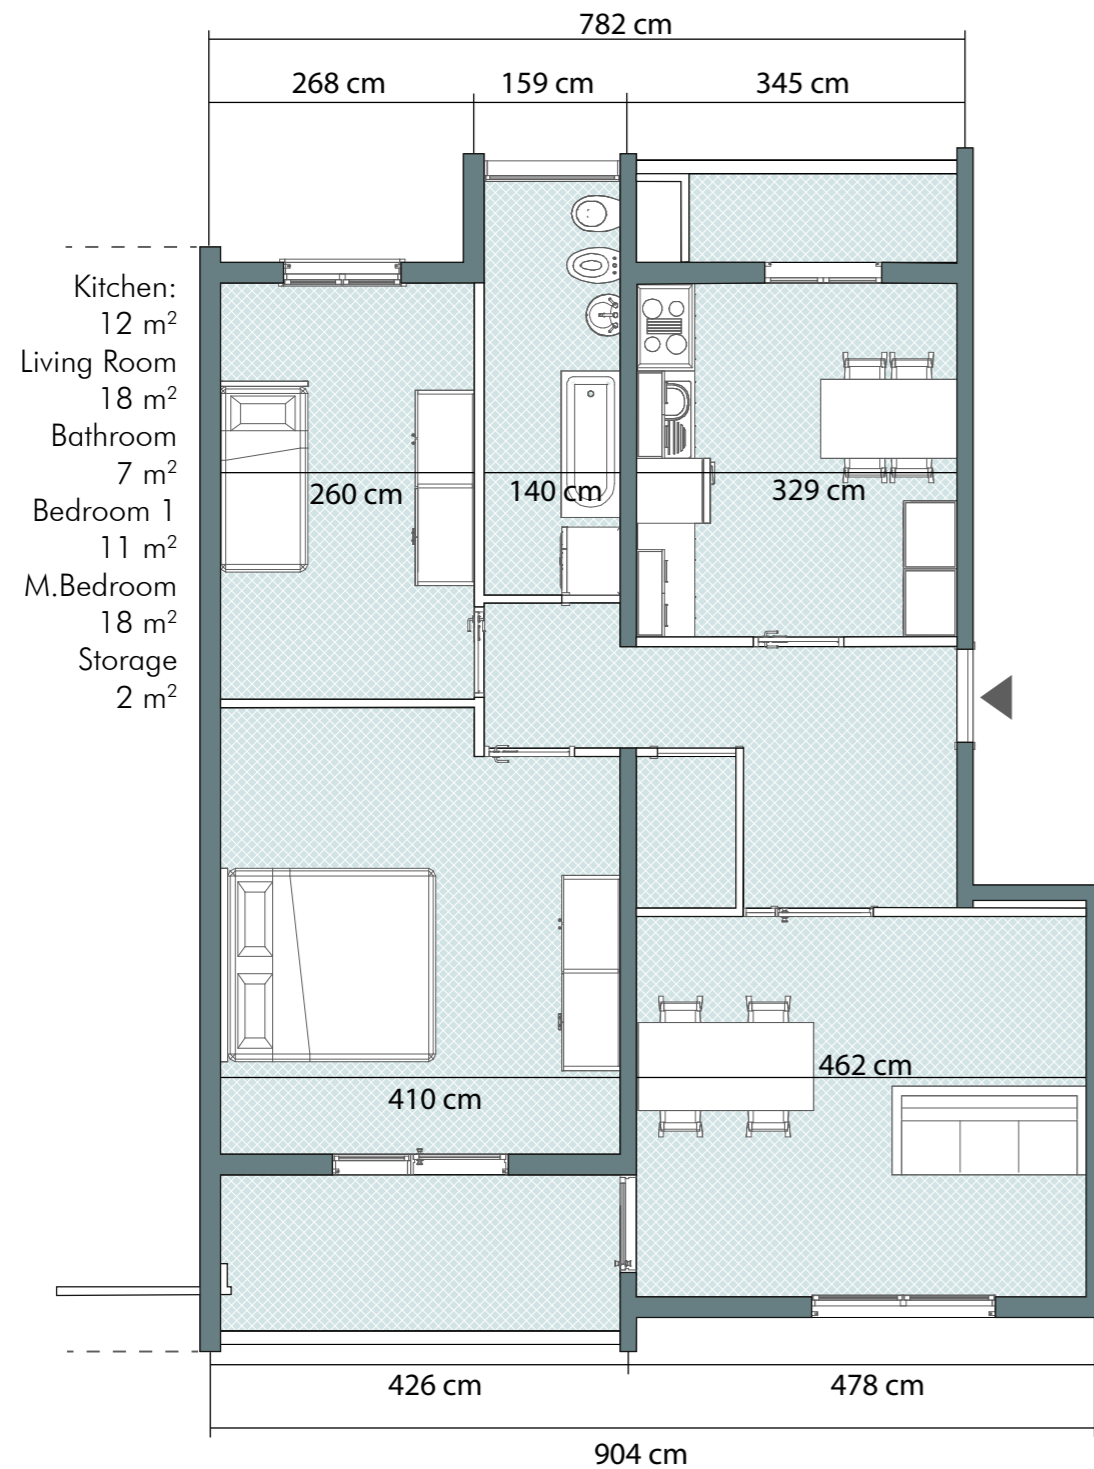 782 cm
268 cm
159 cm
345 cm
Kitchen:
12 m²
Living Room
18 m²
Bathroom
7 m²
Bedroom 1
11 m²
M.Bedroom
18 m²
Storage
2 m²
260 cm
140 cm
329 cm
462 cm
410 cm
426 cm
478 cm
904 cm